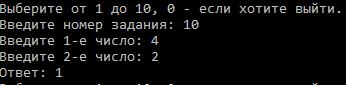 Выберите от 1 до 10, 0 - если хотите выйти.
Введите номер задания: 10
Введите 1-е число: 4
Введите 2-е число: 2
Ответ: 1